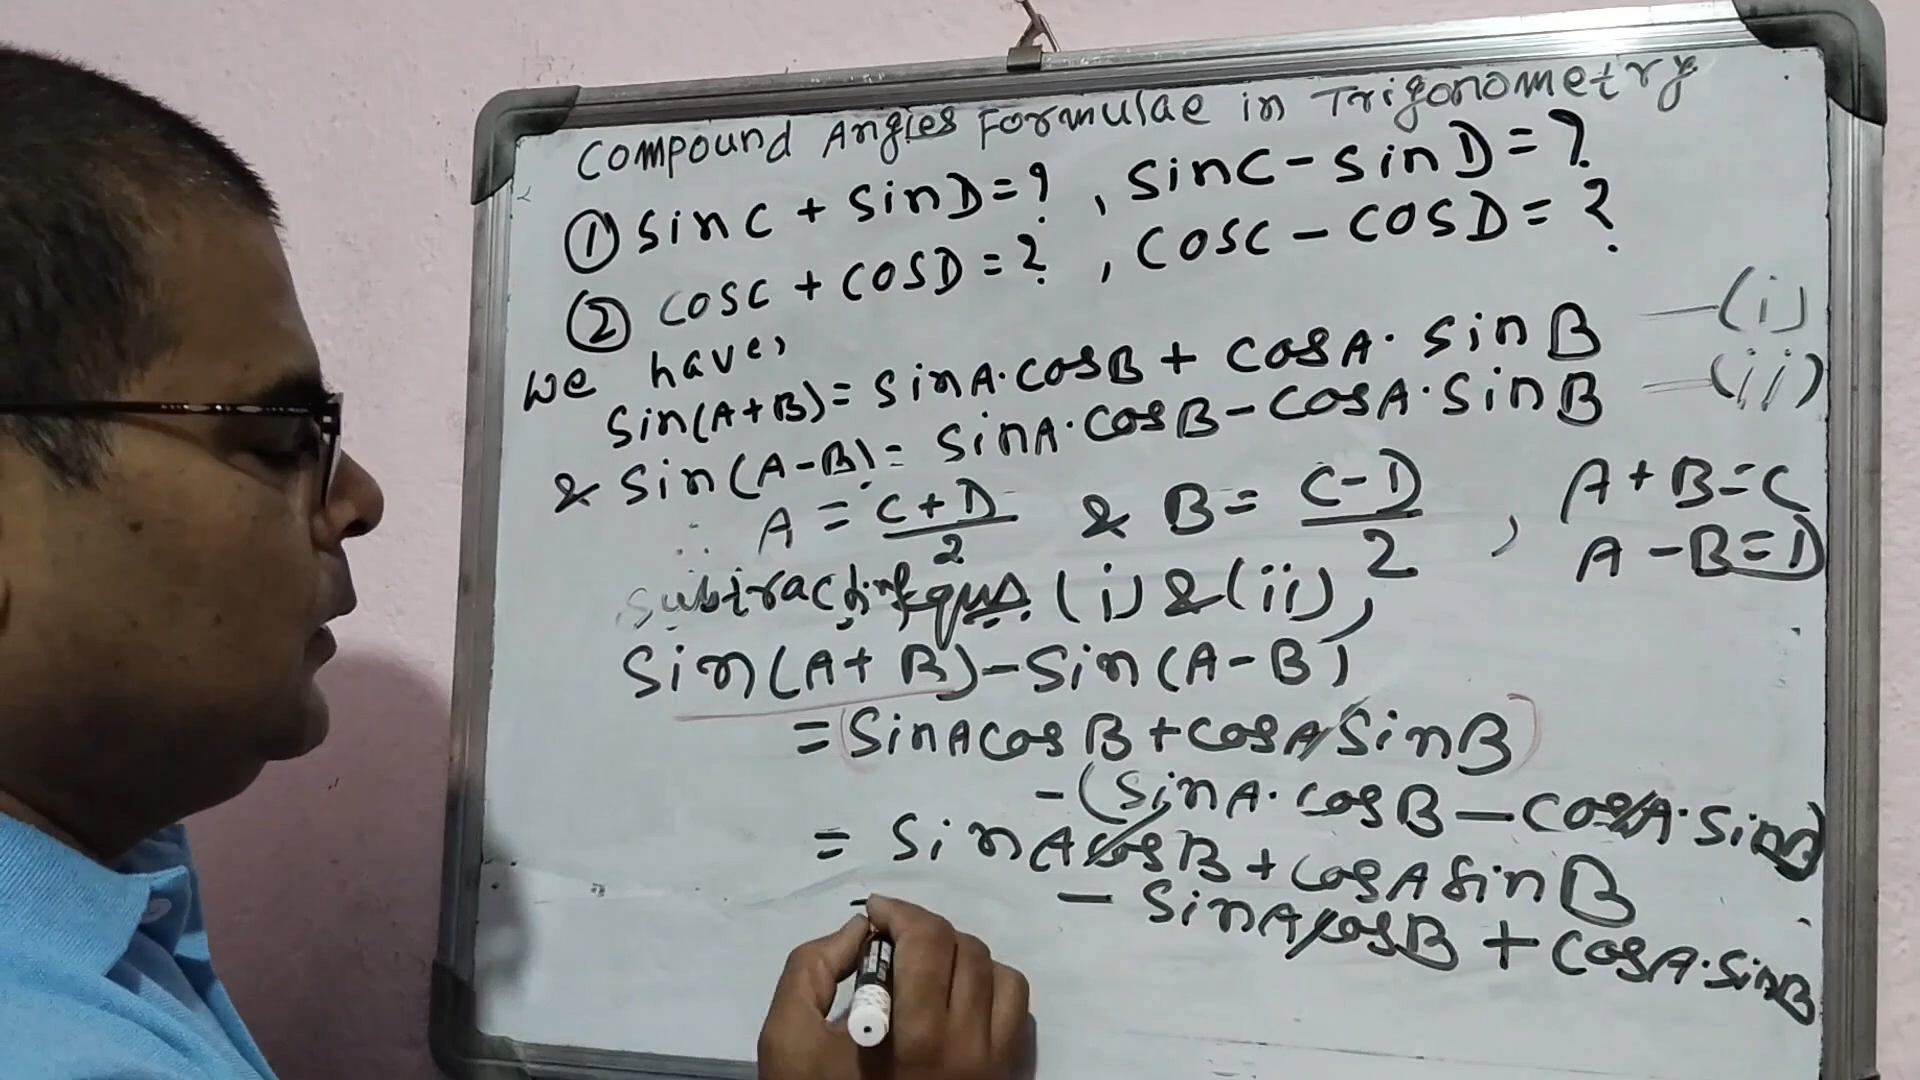 Compound Angles Formulae in Trigonometry
① sinC + sinD = ? , sinC - sinD = ?
② cosC + cosD = ? , cosC - cosD = ?
We have,
Sin(A+B) = sinA·cosB + cosA·sinB —(i)
& Sin(A-B) = sinA·cosB - cosA·sinB —(ii)
∴ A = C+D/2 & B = C-D/2 , A+B=C
A-B=D
Subtracting Equs. (i) & (ii),
Sin(A+B) - Sin(A-B)
= (SinAcosB + cosA SinB)
- (SinA·cosB — cosA·SinB)
= SinAcosB + cosASinB
- SinAcosB + cosA·SinB